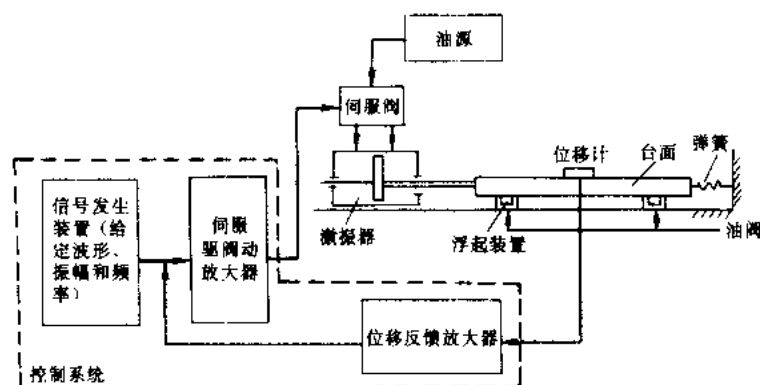 油源
伺服阀
位移计
台面
弹簧
信号发生
装置（给
定波形、
振幅和频
率）
伺服
驱阀动
放大器
激振器
浮起装置
油阀
位移反馈放大器
控制系统